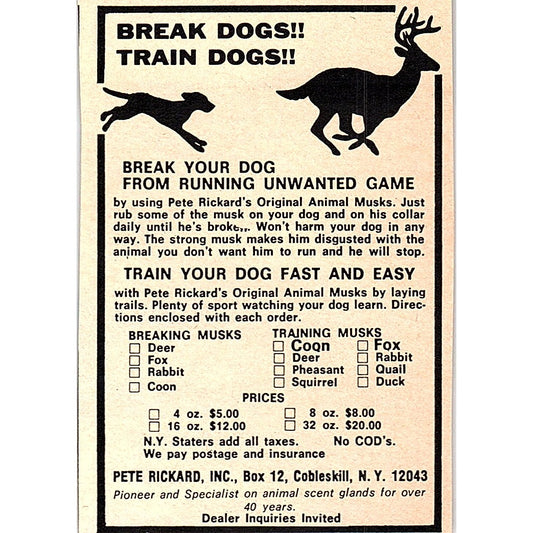 BREAK DOGS!!
TRAIN DOGS!!
BREAK YOUR DOG
FROM RUNNING UNWANTED GAME
by using Pete Rickard's Original Animal Musks. Just
rub some of the musk on your dog and on his collar
daily until he's broken. Won't harm your dog in any
way. The strong musk makes him disgusted with the
animal you don't want him to run and he will stop.
TRAIN YOUR DOG FAST AND EASY
with Pete Rickard's Original Animal Musks by laying
trails. Plenty of sport watching your dog learn. Direc-
tions enclosed with each order.
BREAKING MUSKS
Deer
Fox
Rabbit
Coon
TRAINING MUSKS
Coon Fox
Deer Rabbit
Pheasant Quail
Squirrel Duck
PRICES
4 oz. $5.00 8 oz. $8.00
16 oz. $12.00 32 oz. $20.00
N.Y. Staters add all taxes. No COD's.
We pay postage and insurance
PETE RICKARD, INC., Box 12, Cobleskill, N. Y. 12043
Pioneer and Specialist on animal scent glands for over
40 years.
Dealer Inquiries Invited